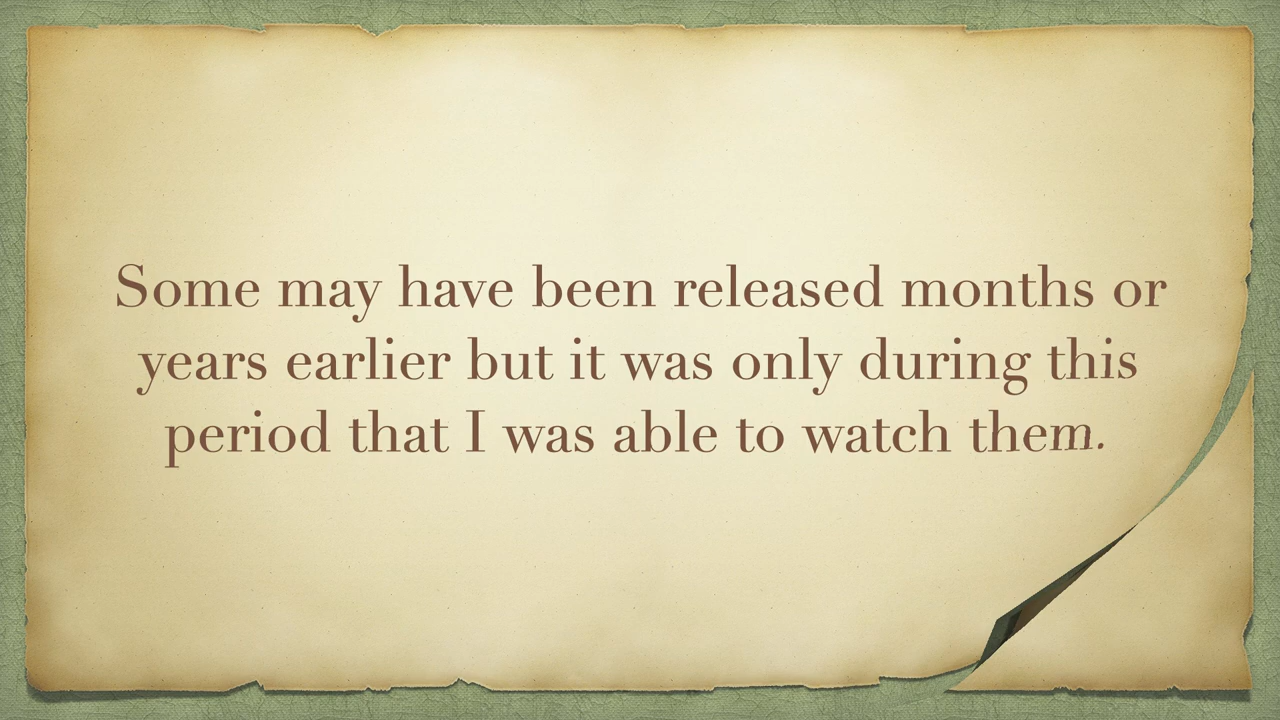 Some may have been released months or
years earlier but it was only during this
period that I was able to watch them.